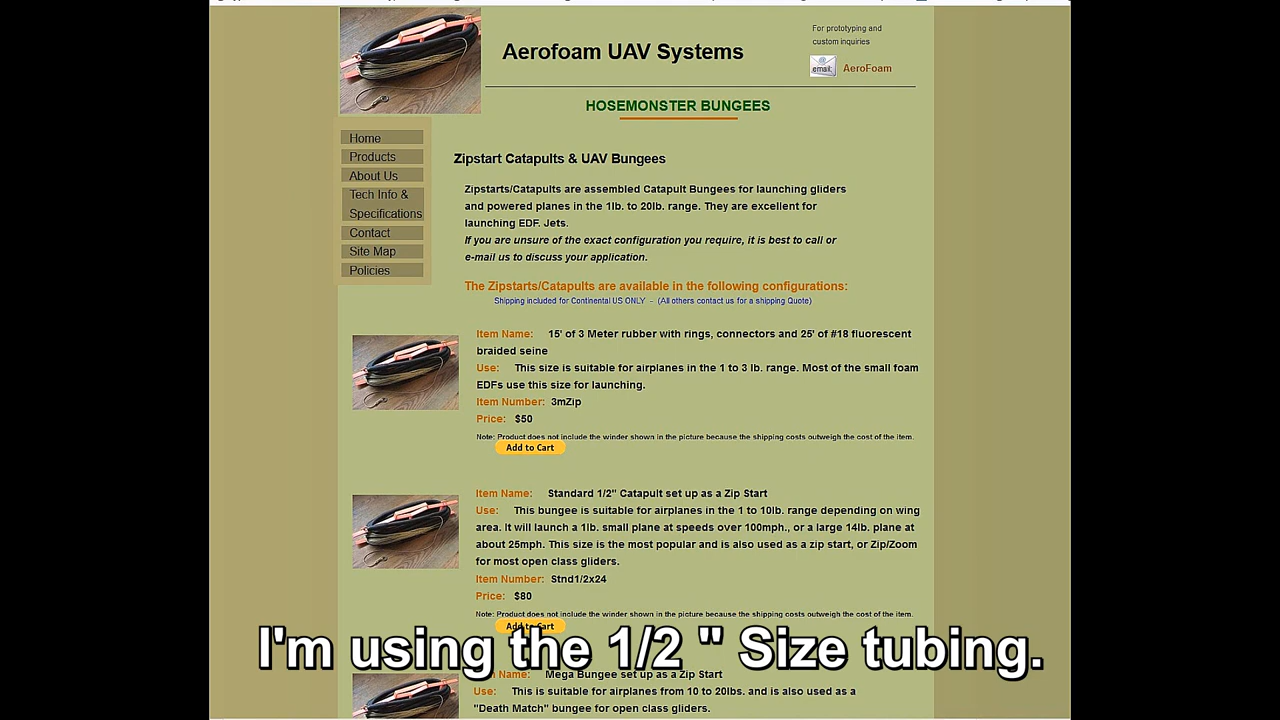 Aerofoam UAV Systems
For prototyping and
custom inquiries
email:
AeroFoam
HOSEMONSTER BUNGEES
Home
Products
About Us
Tech Info &
Specifications
Contact
Site Map
Policies
Zipstart Catapults & UAV Bungees
Zipstarts/Catapults are assembled Catapult Bungees for launching gliders
and powered planes in the 1lb. to 20lb. range. They are excellent for
launching EDF. Jets.
If you are unsure of the exact configuration you require, it is best to call or
e-mail us to discuss your application.
The Zipstarts/Catapults are available in the following configurations:
Shipping included for Continental US ONLY - (All others contact us for a shipping Quote)
Item Name: 15' of 3 Meter rubber with rings, connectors and 25' of #18 fluorescent
braided seine
Use: This size is suitable for airplanes in the 1 to 3 lb. range. Most of the small foam
EDFs use this size for launching.
Item Number: 3mZip
Price: $50
Note: Product does not include the winder shown in the picture because the shipping costs outweigh the cost of the item.
Add to Cart
Item Name: Standard 1/2" Catapult set up as a Zip Start
Use: This bungee is suitable for airplanes in the 1 to 10lb. range depending on wing
area. It will launch a 1lb. small plane at speeds over 100mph., or a large 14lb. plane at
about 25mph. This size is the most popular and is also used as a zip start, or Zip/Zoom
for most open class gliders.
Item Number: Stnd1/2x24
Price: $80
Note: Product does not include the winder shown in the picture because the shipping costs outweigh the cost of the item.
Add to Cart
I'm using the 1/2 " Size tubing.
Name: Mega Bungee set up as a Zip Start
Use: This is suitable for airplanes from 10 to 20lbs. and is also used as a
"Death Match" bungee for open class gliders.